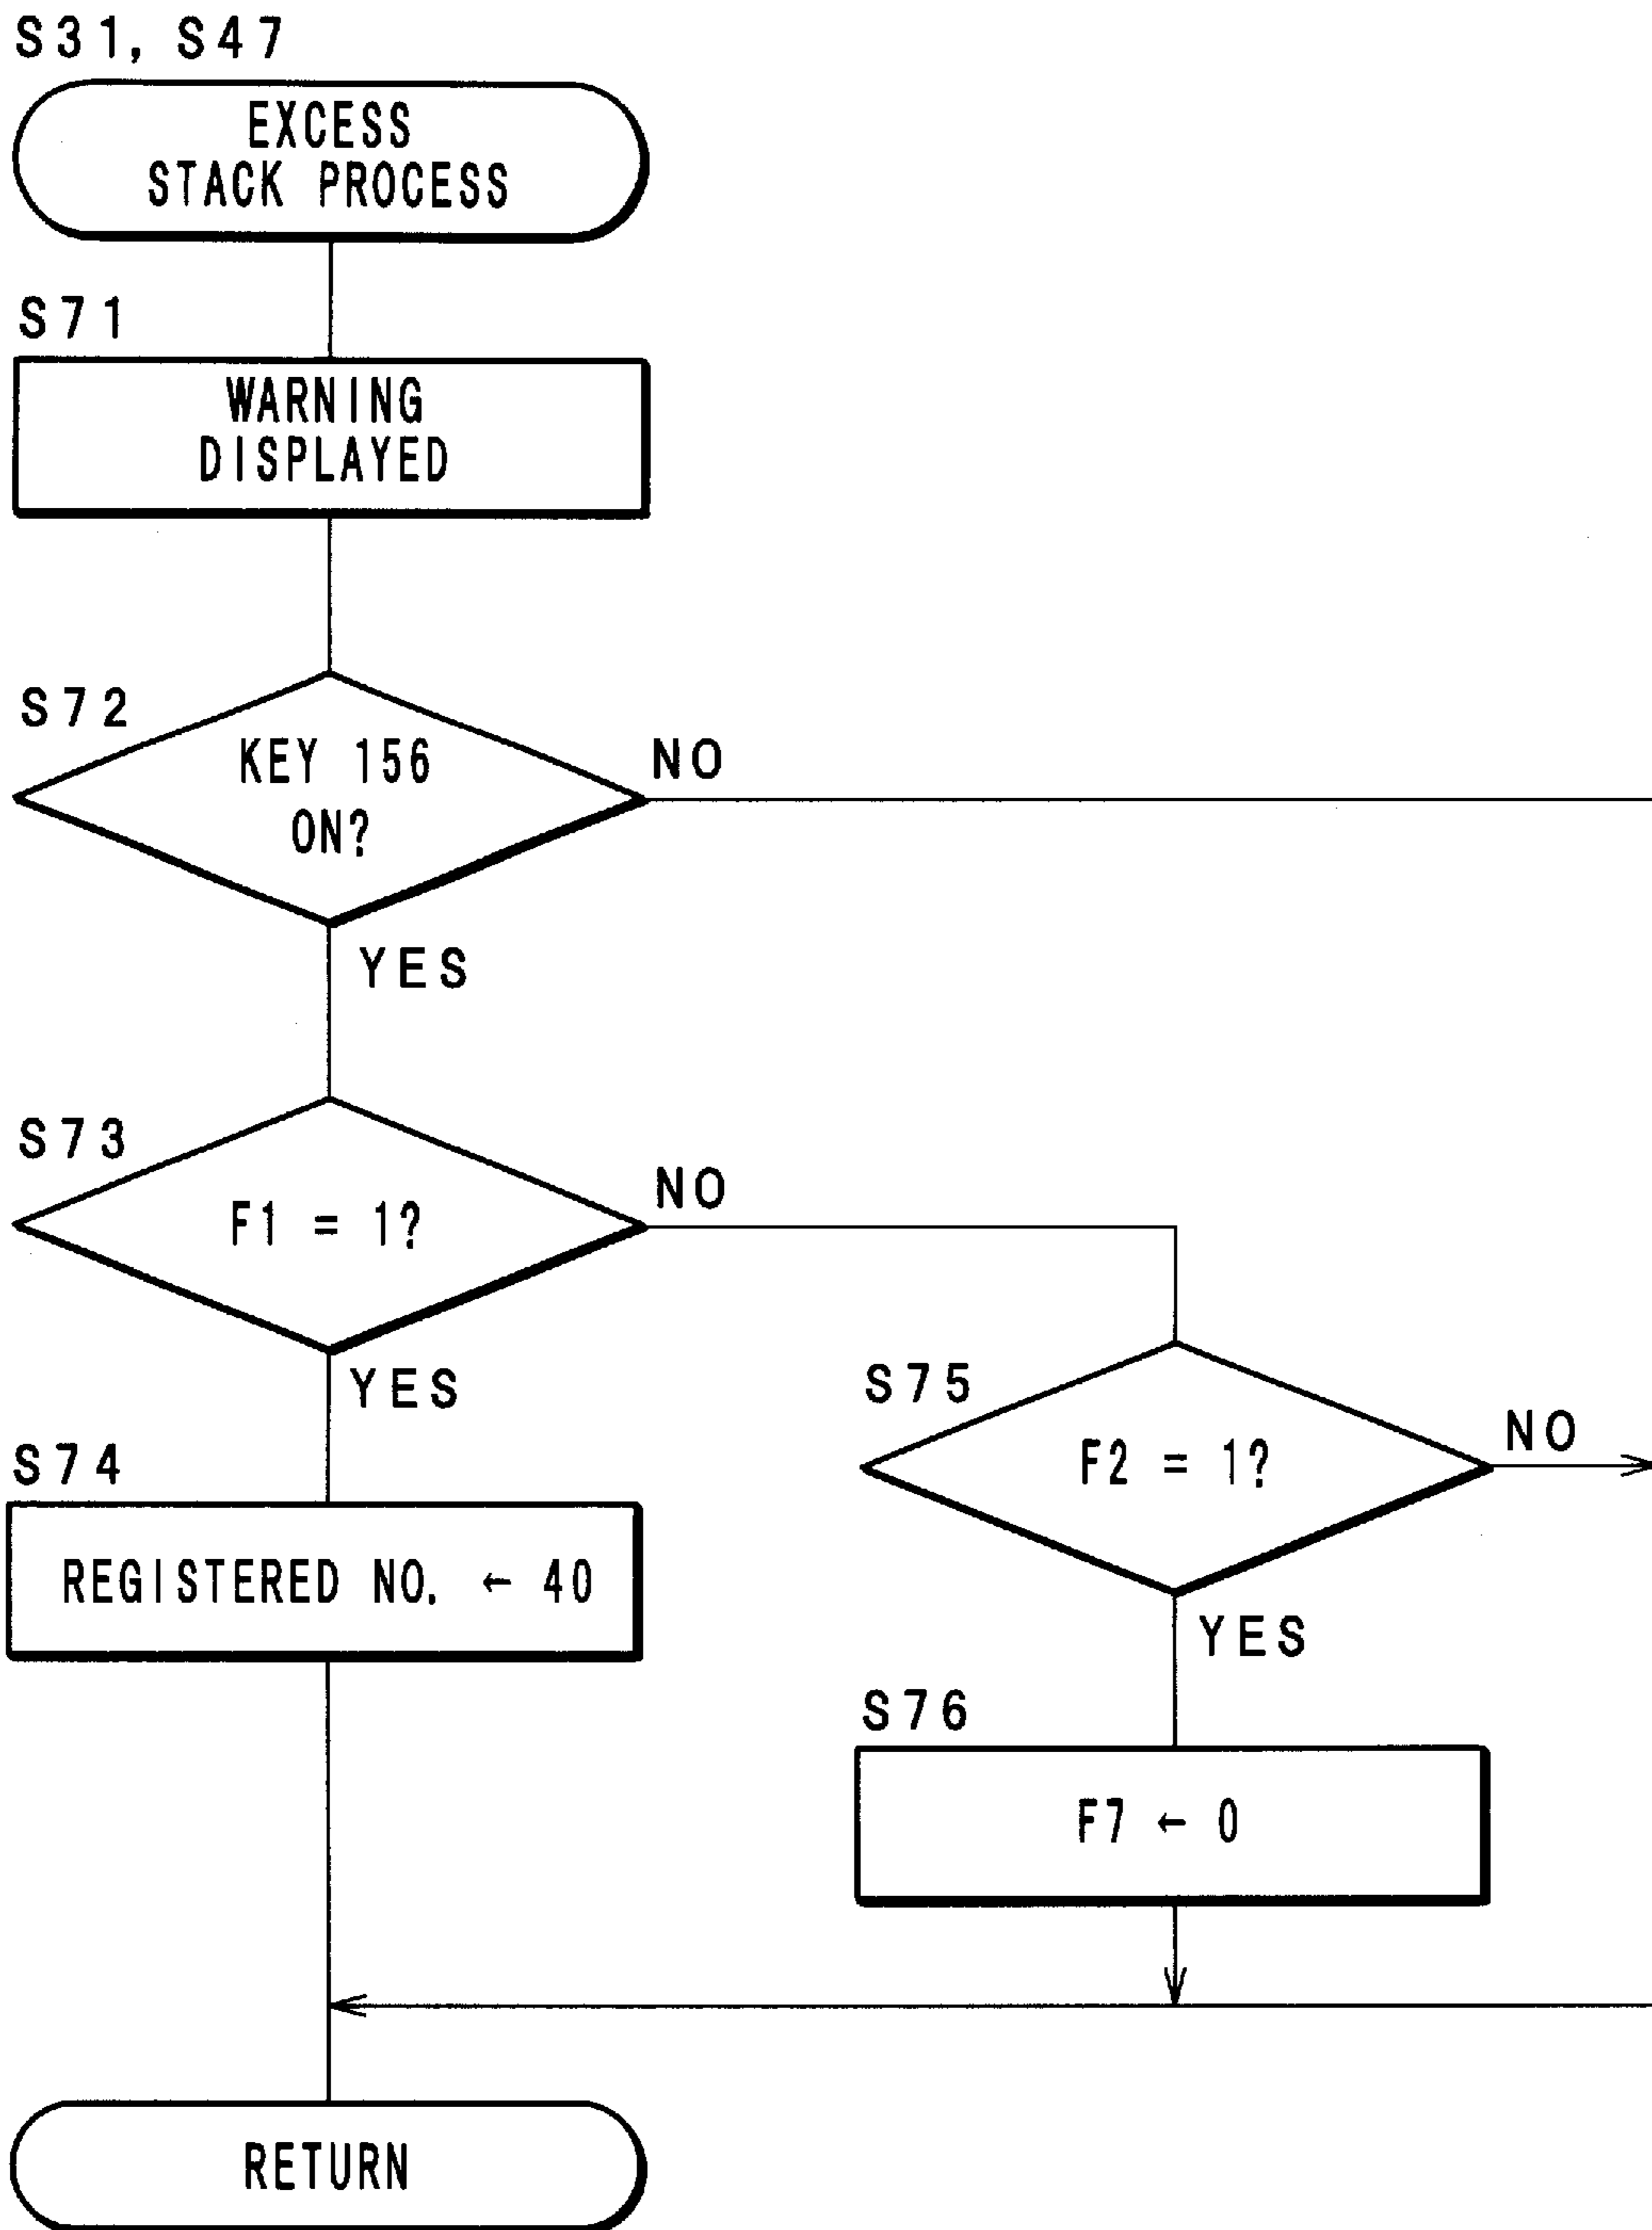 S31, S47
EXCESS
STACK PROCESS
S71
WARNING
DISPLAYED
S72
KEY 156
ON?
NO
YES
S73
F1 = 1?
NO
YES
S75
F2 = 1?
NO
YES
S74
REGISTERED NO. ← 40
S76
F7 ← 0
RETURN